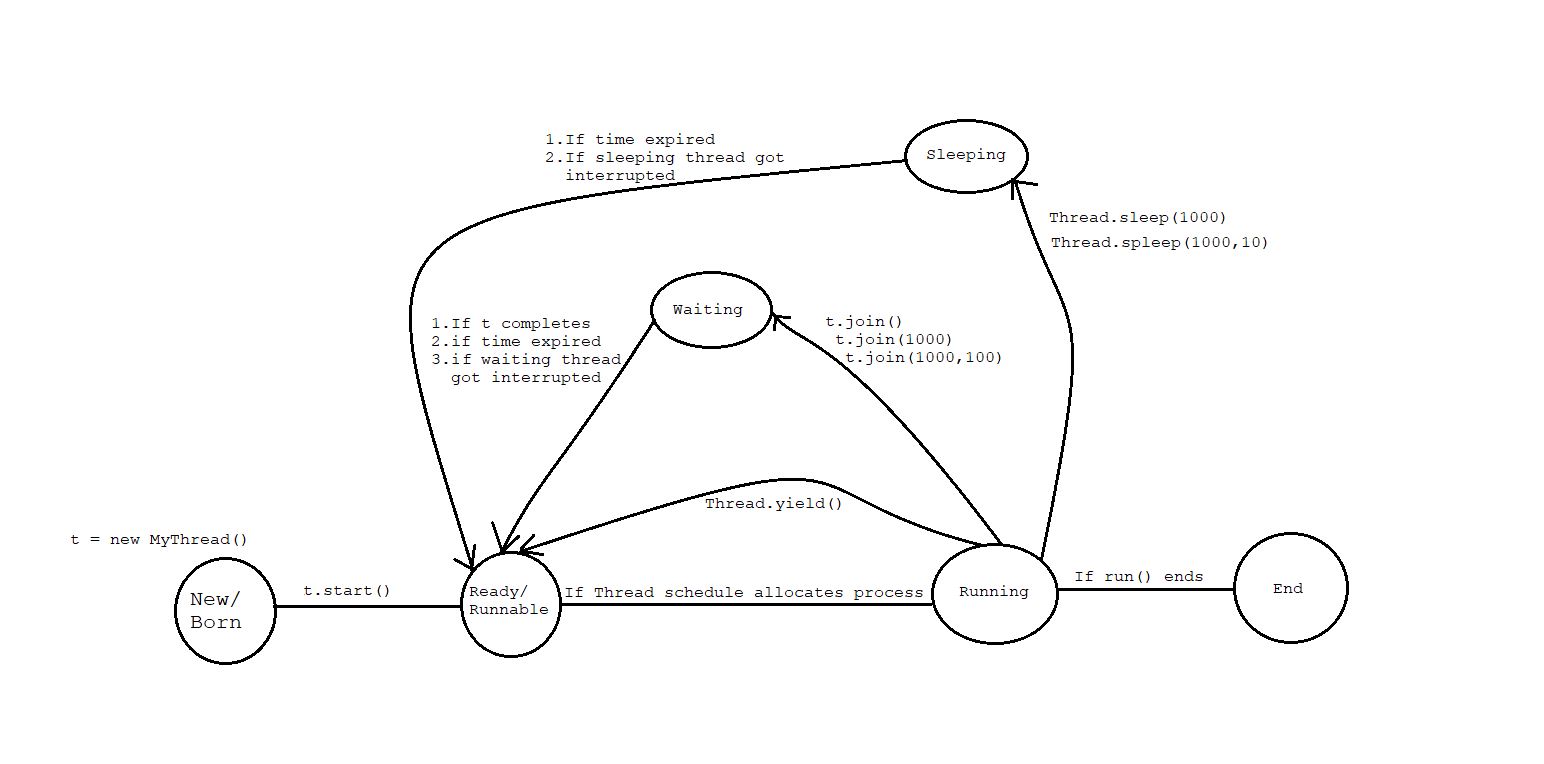 1.If time expired
2.If sleeping thread got
interrupted
Sleeping
Thread.sleep(1000)
Thread.spleep(1000,10)
Waiting
1.If t completes
2.if time expired
3.if waiting thread
got interrupted
t.join()
t.join(1000)
t.join(1000,100)
Thread.yield()
t = new MyThread()
New/
Born
t.start()
Ready/
Runnable
If Thread schedule allocates process
Running
If run() ends
End